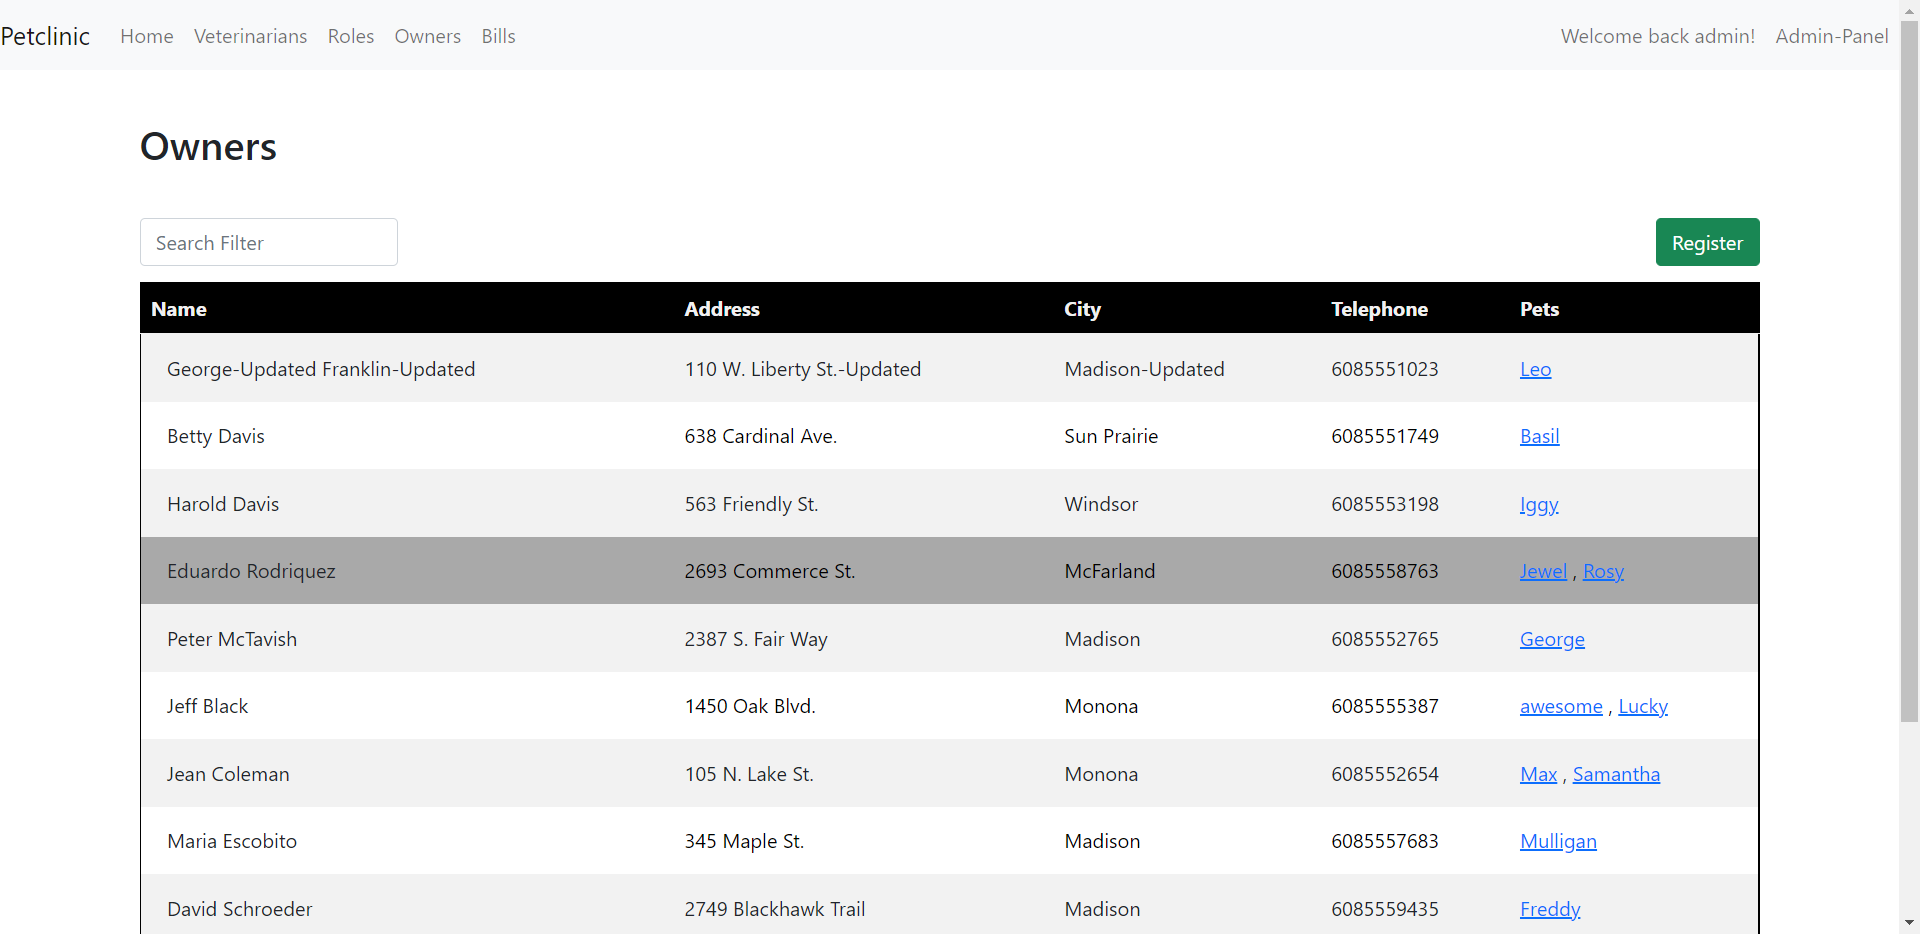 Petclinic Home Veterinarians Roles Owners Bills Welcome back admin! Admin-Panel
Owners
Search Filter Register
Name Address City Telephone Pets
George-Updated Franklin-Updated 110 W. Liberty St.-Updated Madison-Updated 6085551023 Leo
Betty Davis 638 Cardinal Ave. Sun Prairie 6085551749 Basil
Harold Davis 563 Friendly St. Windsor 6085553198 Iggy
Eduardo Rodriquez 2693 Commerce St. McFarland 6085558763 Jewel , Rosy
Peter McTavish 2387 S. Fair Way Madison 6085552765 George
Jeff Black 1450 Oak Blvd. Monona 6085555387 awesome , Lucky
Jean Coleman 105 N. Lake St. Monona 6085552654 Max , Samantha
Maria Escobito 345 Maple St. Madison 6085557683 Mulligan
David Schroeder 2749 Blackhawk Trail Madison 6085559435 Freddy